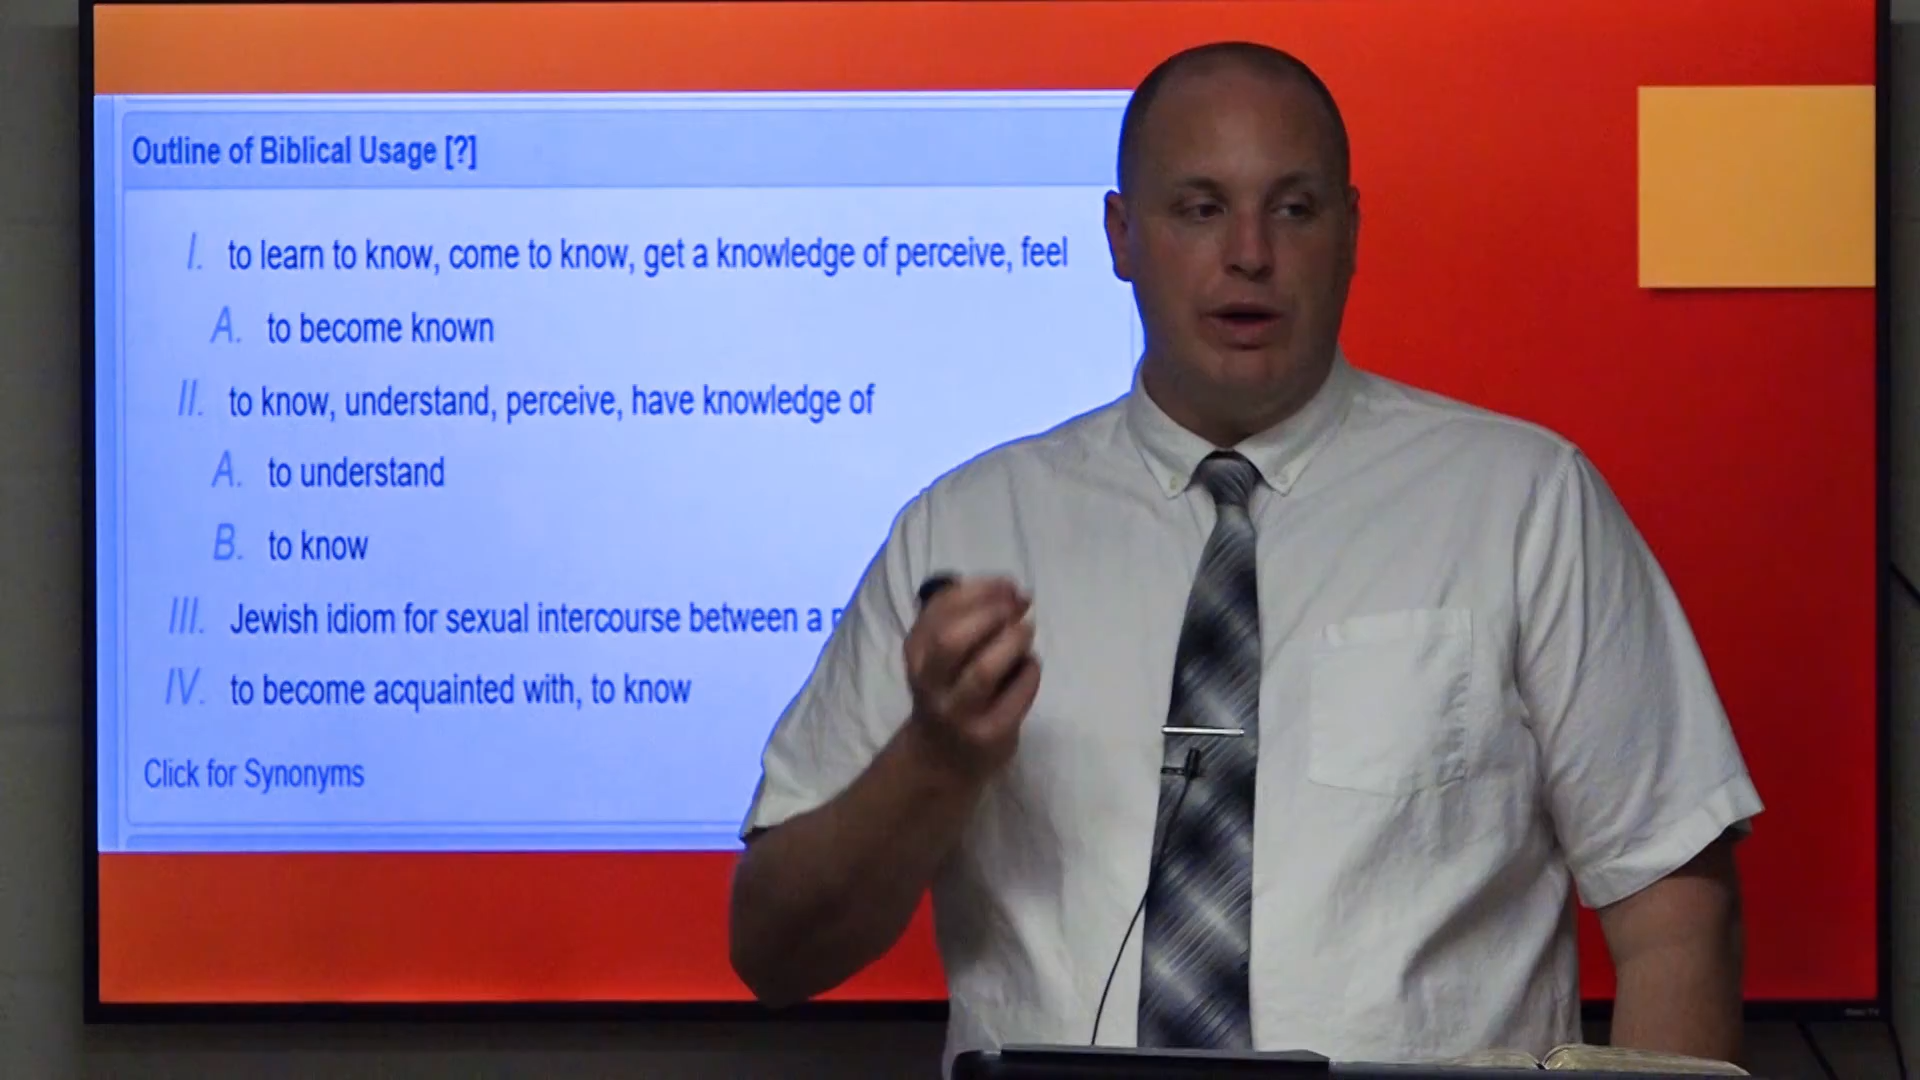 Outline of Biblical Usage [?]
I. to learn to know, come to know, get a knowledge of perceive, feel
A. to become known
II. to know, understand, perceive, have knowledge of
A. to understand
B. to know
III. Jewish idiom for sexual intercourse between a
IV. to become acquainted with, to know
Click for Synonyms